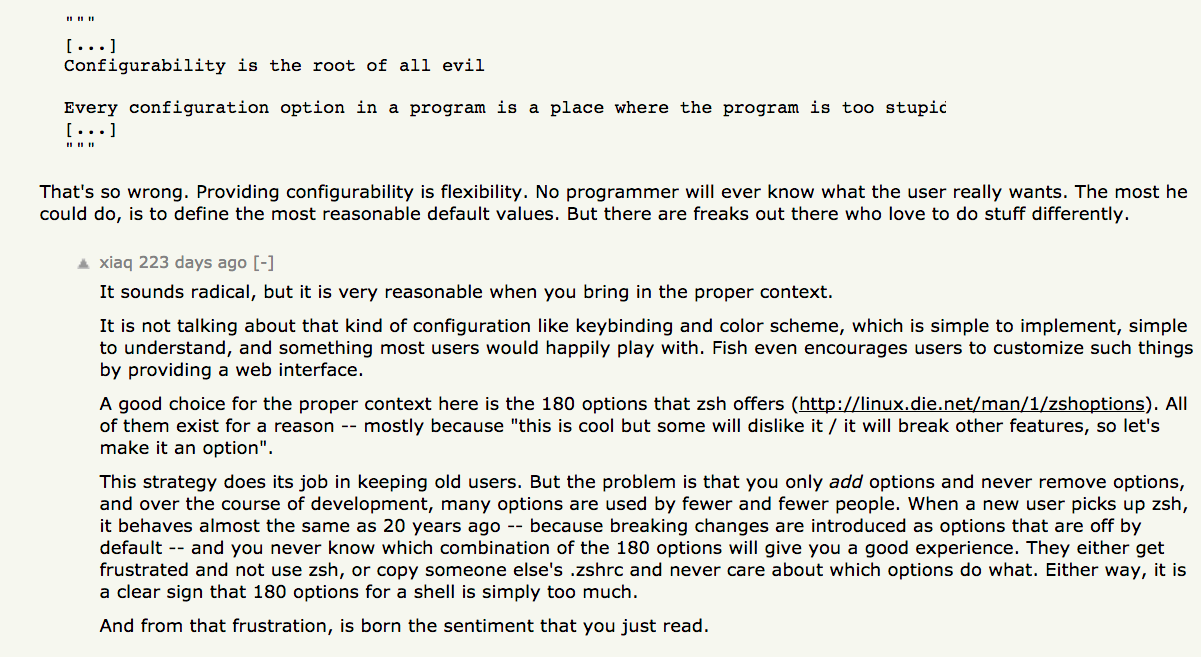 """
[...]
Configurability is the root of all evil
Every configuration option in a program is a place where the program is too stupid
[...]
"""
That's so wrong. Providing configurability is flexibility. No programmer will ever know what the user really wants. The most he
could do, is to define the most reasonable default values. But there are freaks out there who love to do stuff differently.
▲ xiaq 223 days ago [-]
It sounds radical, but it is very reasonable when you bring in the proper context.
It is not talking about that kind of configuration like keybinding and color scheme, which is simple to implement, simple
to understand, and something most users would happily play with. Fish even encourages users to customize such things
by providing a web interface.
A good choice for the proper context here is the 180 options that zsh offers (http://linux.die.net/man/1/zshoptions). All
of them exist for a reason -- mostly because "this is cool but some will dislike it / it will break other features, so let's
make it an option".
This strategy does its job in keeping old users. But the problem is that you only add options and never remove options,
and over the course of development, many options are used by fewer and fewer people. When a new user picks up zsh,
it behaves almost the same as 20 years ago -- because breaking changes are introduced as options that are off by
default -- and you never know which combination of the 180 options will give you a good experience. They either get
frustrated and not use zsh, or copy someone else's .zshrc and never care about which options do what. Either way, it is
a clear sign that 180 options for a shell is simply too much.
And from that frustration, is born the sentiment that you just read.